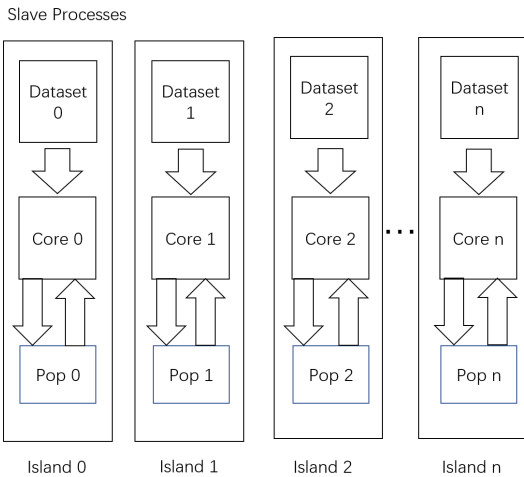 Slave Processes
Dataset
0
Dataset
1
Dataset
2
Dataset
n
Core 0
Core 1
Core 2
...
Core n
Pop 0
Pop 1
Pop 2
Pop n
Island 0
Island 1
Island 2
Island n